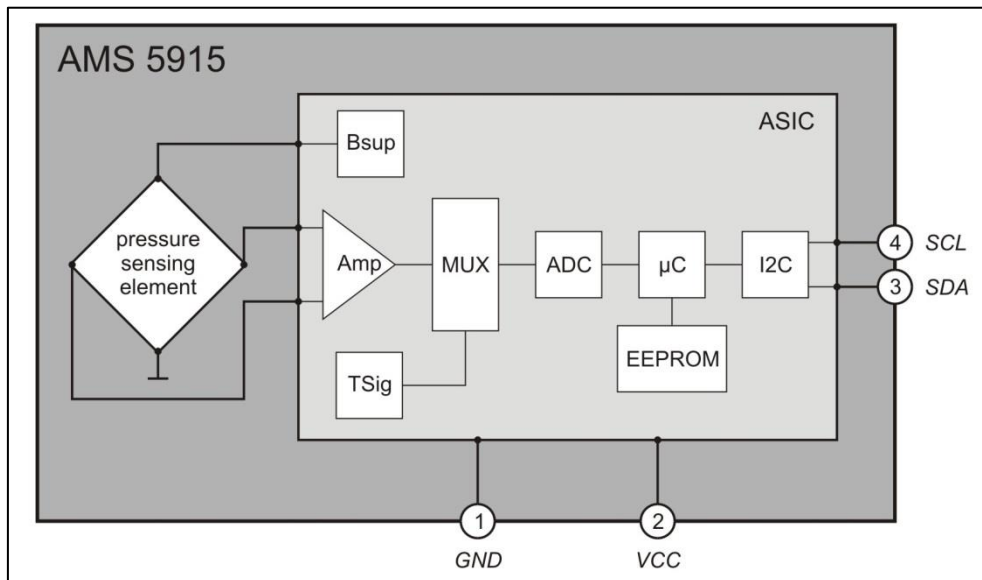 AMS 5915
ASIC
Bsup
pressure
sensing
element
Amp
MUX
ADC
µC
I2C
4 SCL
3 SDA
TSig
EEPROM
1
2
GND
VCC